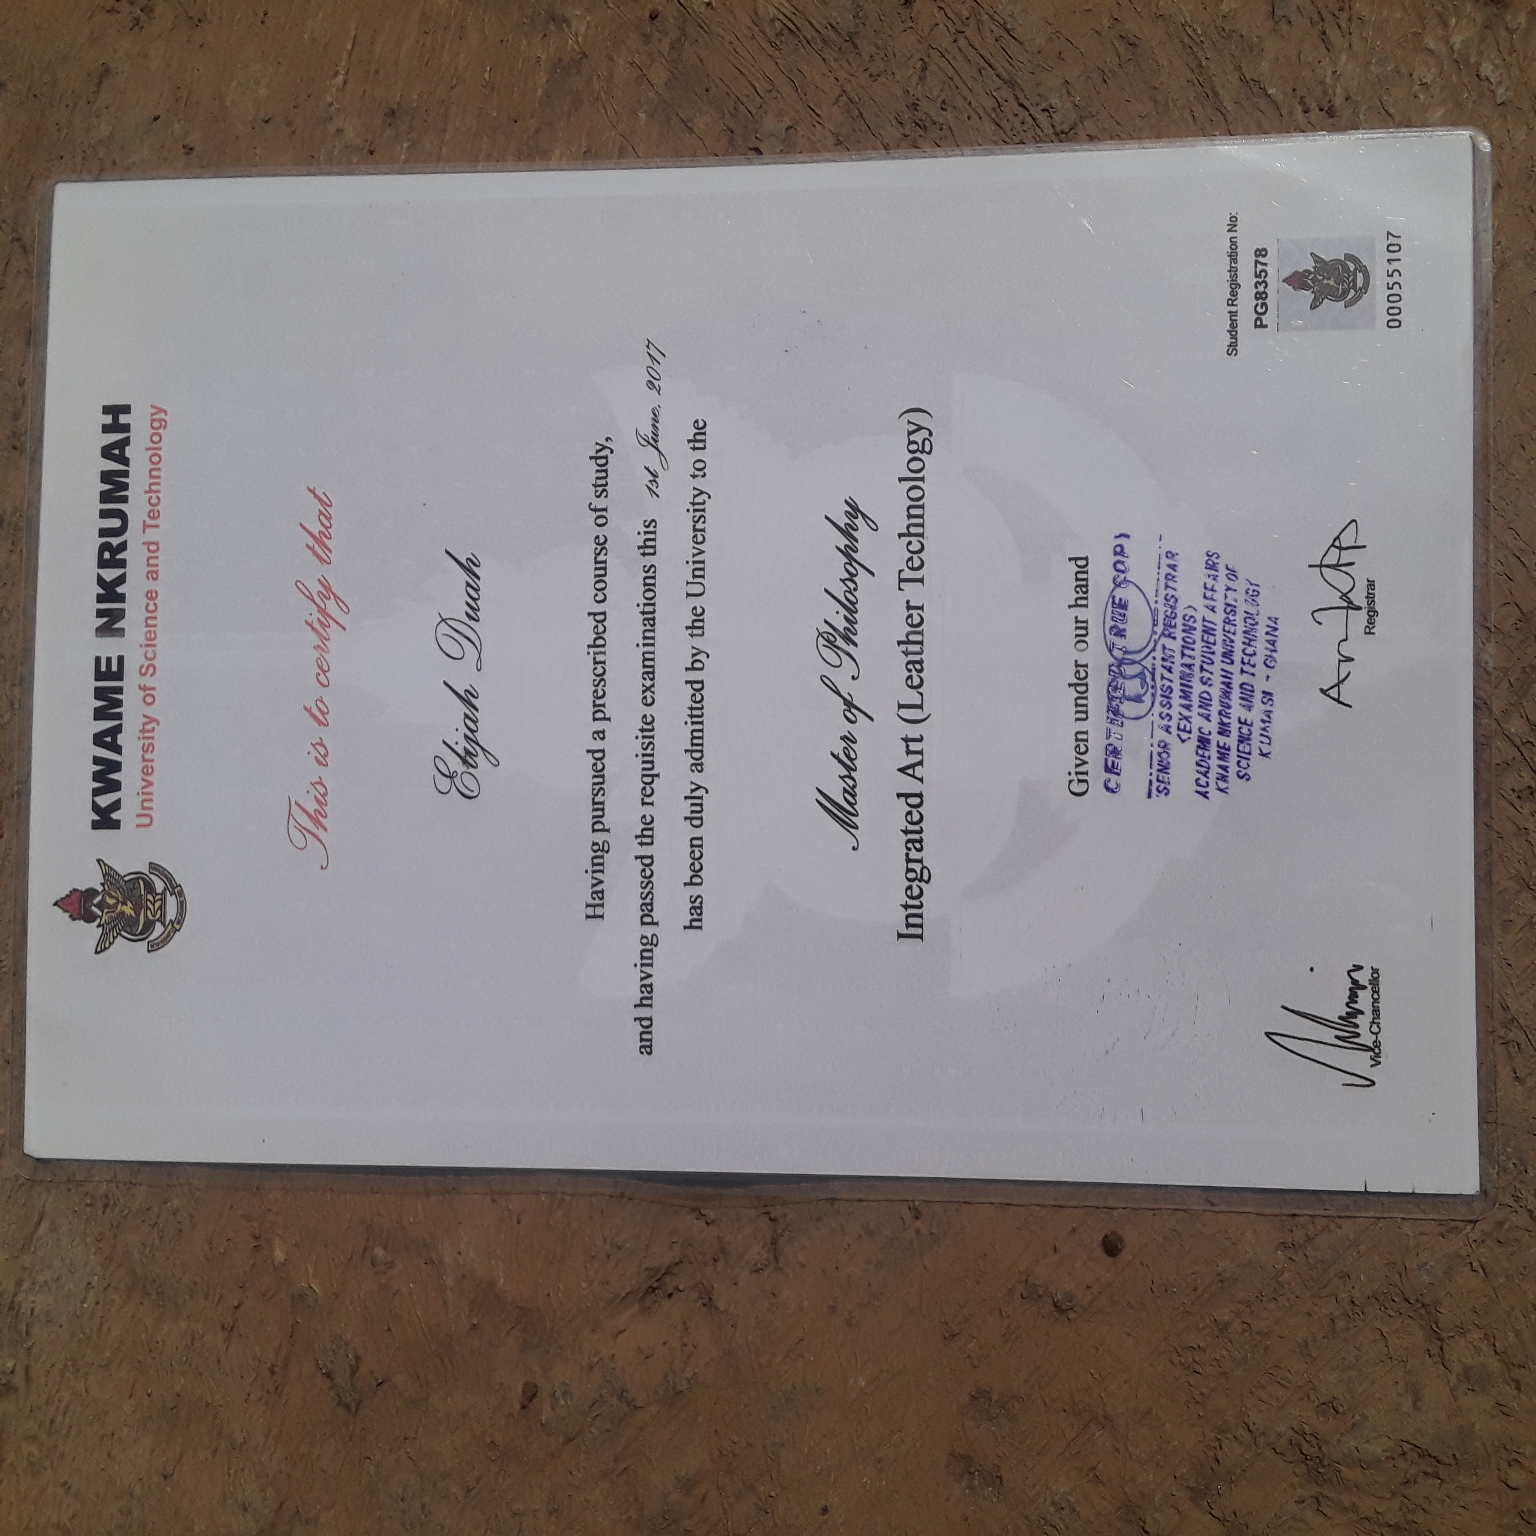 KWAME NKRUMAH
University of Science and Technology
This is to certify that
Elijah Duah
Having pursued a prescribed course of study,
and having passed the requisite examinations this 1st June, 2017
has been duly admitted by the University to the
Master of Philosophy
Integrated Art (Leather Technology)
Given under our hand
CERTIFIED TRUE COPY
SENIOR ASSISTANT REGISTRAR
(EXAMINATIONS)
ACADEMIC AND STUDENT AFFAIRS
KWAME NKRUMAH UNIVERSITY OF
SCIENCE AND TECHNOLOGY
KUMASI - GHANA
Vice-Chancellor
Registrar
Student Registration No:
PG83578
00055107